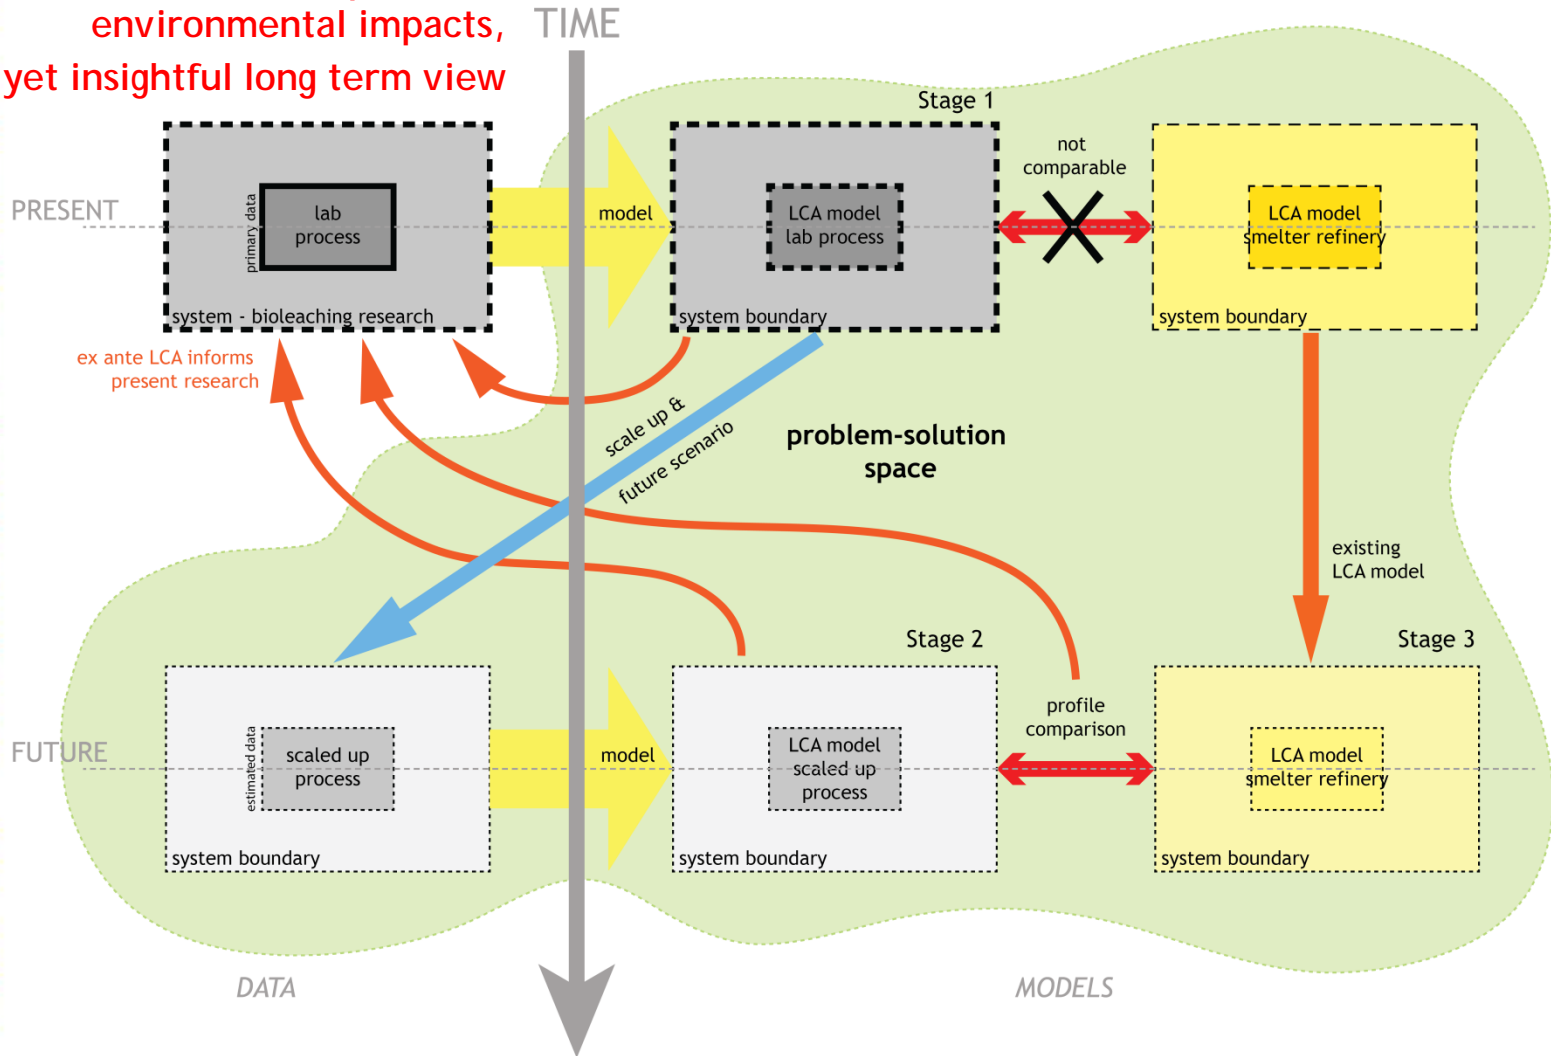 environmental impacts,
yet insightful long term view
TIME
Stage 1
PRESENT
primary data
lab
process
system - bioleaching research
model
LCA model
lab process
system boundary
not
comparable
LCA model
smelter refinery
system boundary
ex ante LCA informs
present research
scale up &
future scenario
problem-solution
space
existing
LCA model
Stage 2
Stage 3
FUTURE
estimated data
scaled up
process
system boundary
model
LCA model
scaled up
process
system boundary
profile
comparison
LCA model
smelter refinery
system boundary
DATA
MODELS